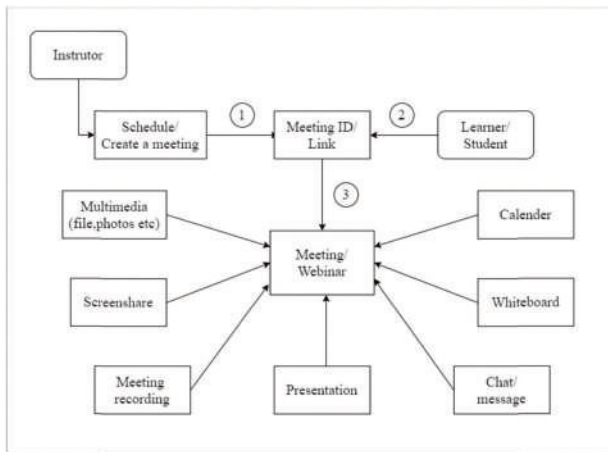 Instrutor
1
2
Schedule/
Create a meeting
Meeting ID/
Link
Learner/
Student
3
Multimedia
(file,photos etc)
Calender
Meeting/
Webinar
Screenshare
Whiteboard
Meeting
recording
Presentation
Chat/
message